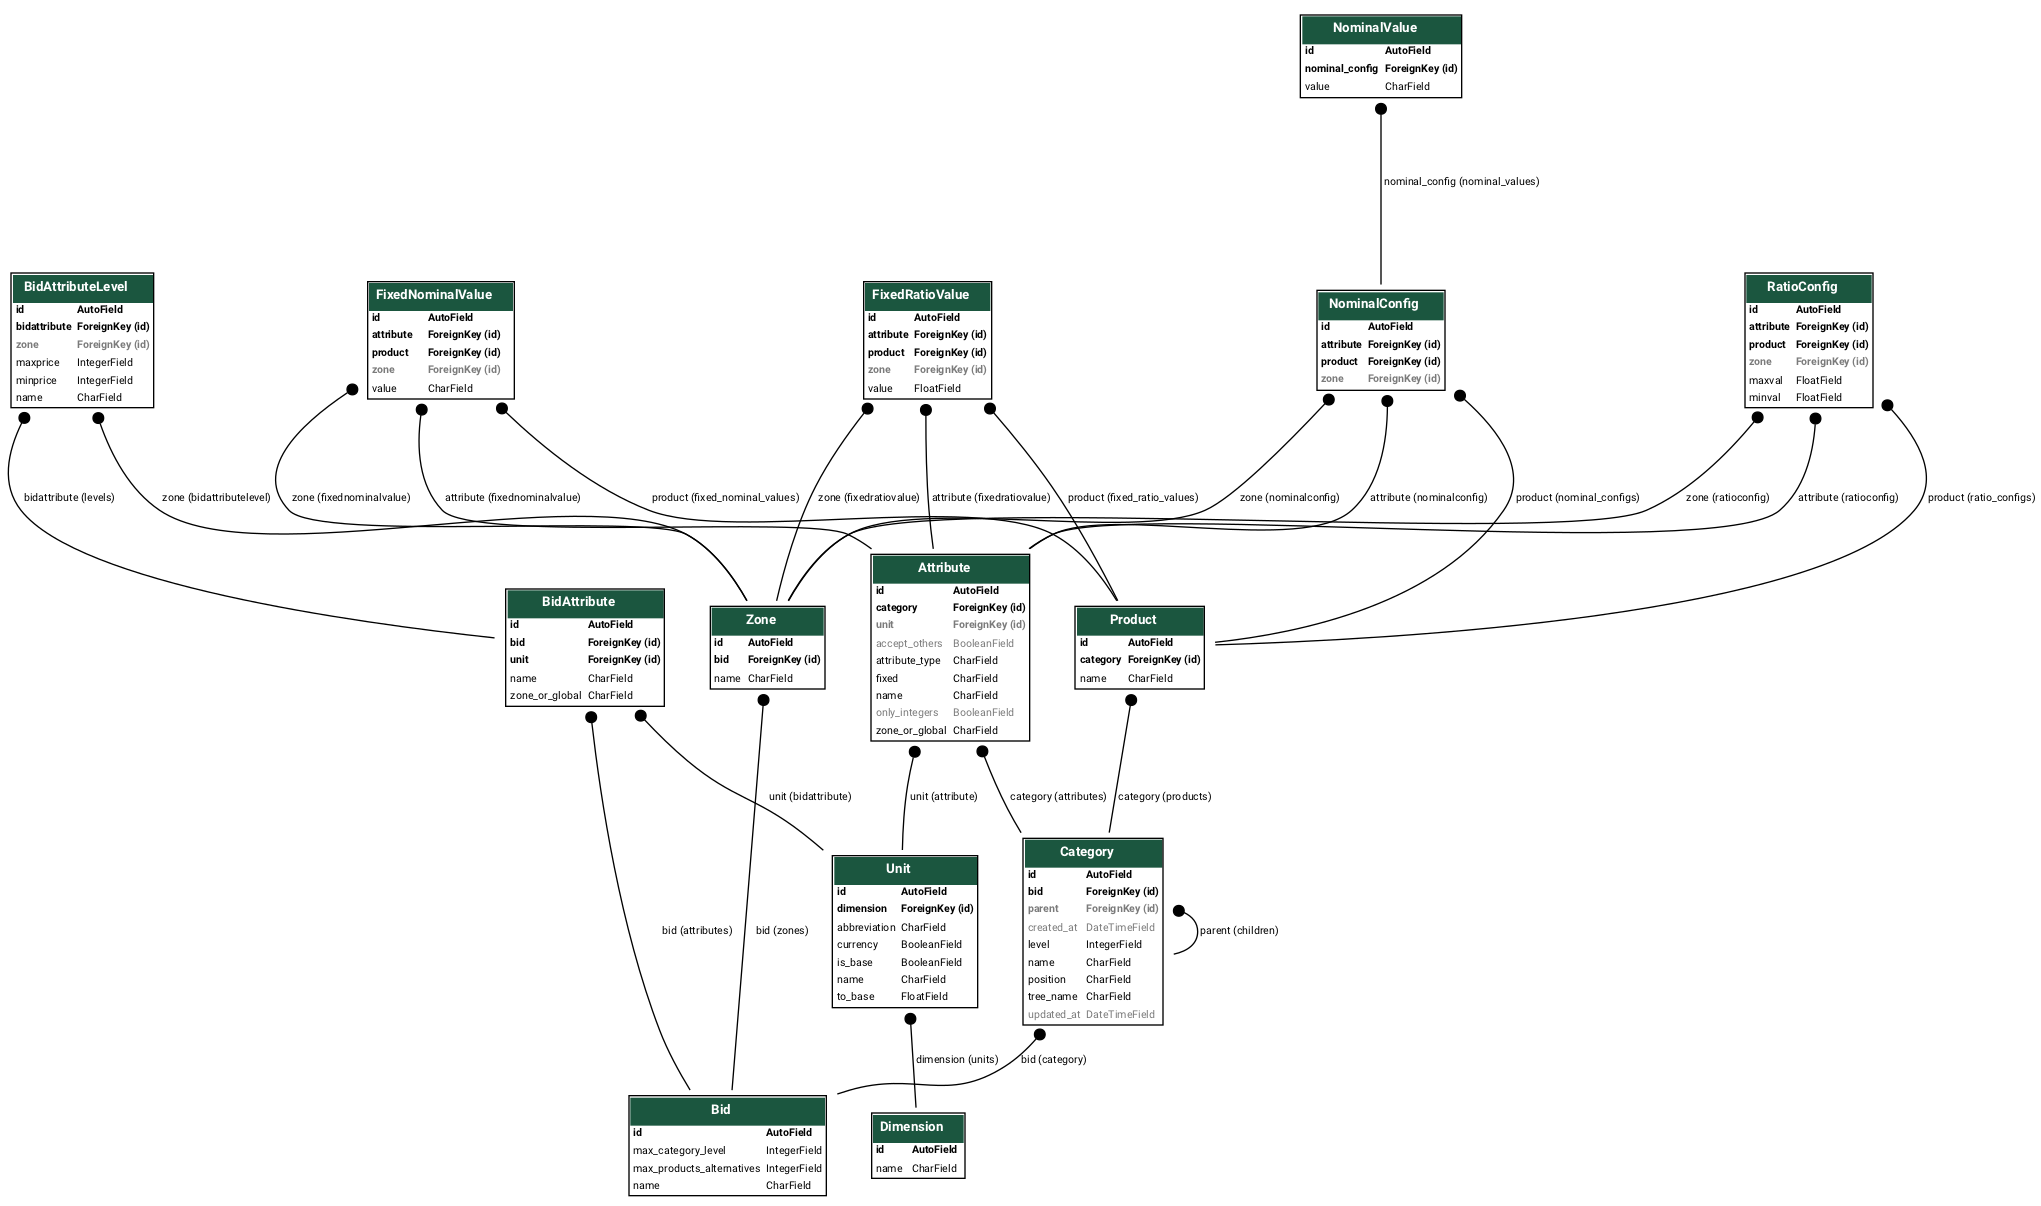 NominalValue
id AutoField
nominal_config ForeignKey (id)
value CharField
nominal_config (nominal_values)
BidAttributeLevel
id AutoField
bidattribute ForeignKey (id)
zone ForeignKey (id)
maxprice IntegerField
minprice IntegerField
name CharField
FixedNominalValue
id AutoField
attribute ForeignKey (id)
product ForeignKey (id)
zone ForeignKey (id)
value CharField
FixedRatioValue
id AutoField
attribute ForeignKey (id)
product ForeignKey (id)
zone ForeignKey (id)
value FloatField
NominalConfig
id AutoField
attribute ForeignKey (id)
product ForeignKey (id)
zone ForeignKey (id)
RatioConfig
id AutoField
attribute ForeignKey (id)
product ForeignKey (id)
zone ForeignKey (id)
maxval FloatField
minval FloatField
bidattribute (levels)
zone (bidattributelevel)
zone (fixednominalvalue)
attribute (fixednominalvalue)
product (fixed_nominal_values)
zone (fixedratiovalue)
attribute (fixedratiovalue)
product (fixed_ratio_values)
zone (nominalconfig)
attribute (nominalconfig)
product (nominal_configs)
zone (ratioconfig)
attribute (ratioconfig)
product (ratio_configs)
BidAttribute
id AutoField
bid ForeignKey (id)
unit ForeignKey (id)
name CharField
zone_or_global CharField
Zone
id AutoField
bid ForeignKey (id)
name CharField
Attribute
id AutoField
category ForeignKey (id)
unit ForeignKey (id)
accept_others BooleanField
attribute_type CharField
fixed CharField
name CharField
only_integers BooleanField
zone_or_global CharField
Product
id AutoField
category ForeignKey (id)
name CharField
unit (bidattribute)
unit (attribute)
category (attributes)
category (products)
Unit
id AutoField
dimension ForeignKey (id)
abbreviation CharField
currency BooleanField
is_base BooleanField
name CharField
to_base FloatField
Category
id AutoField
bid ForeignKey (id)
parent ForeignKey (id)
created_at DateTimeField
level IntegerField
name CharField
position CharField
tree_name CharField
updated_at DateTimeField
parent (children)
bid (attributes)
bid (zones)
dimension (units)
bid (category)
Bid
id AutoField
max_category_level IntegerField
max_products_alternatives IntegerField
name CharField
Dimension
id AutoField
name CharField